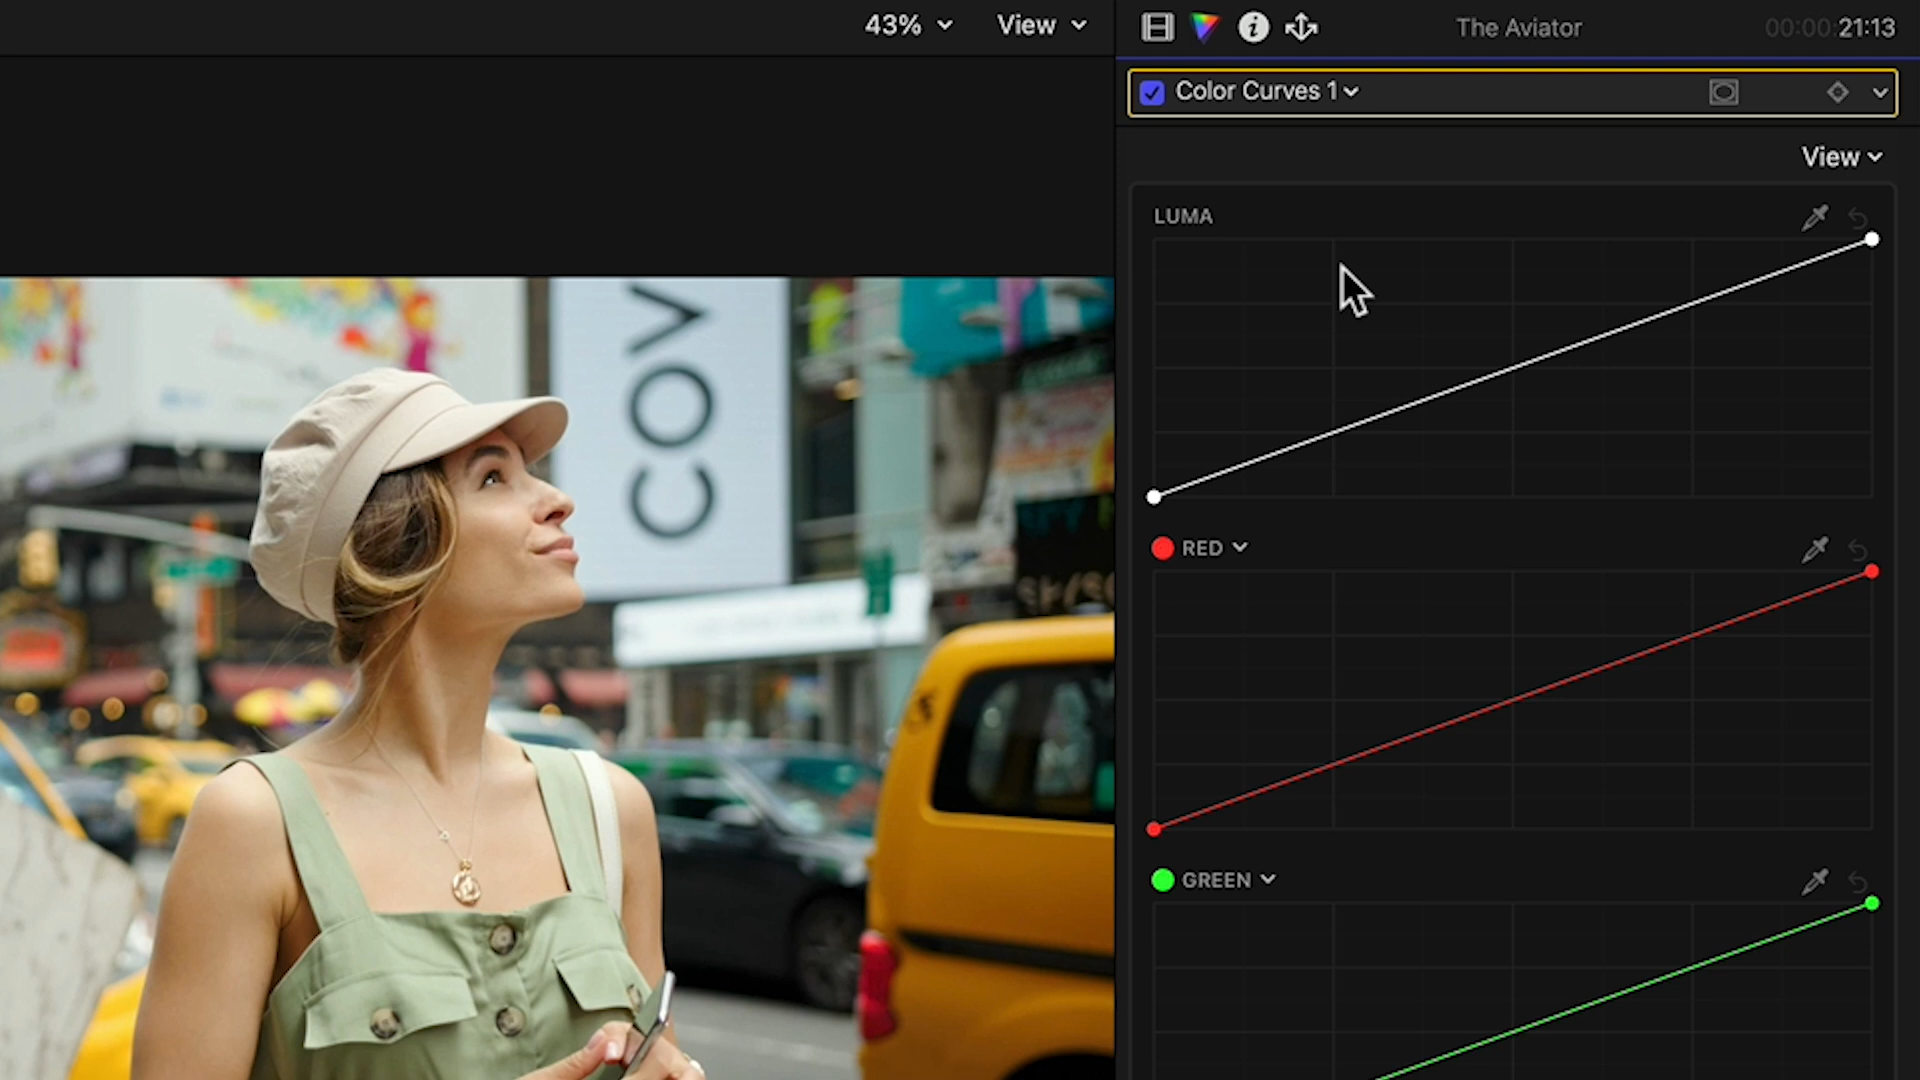 43% View
The Aviator
00:00:21:13
Color Curves 1
View
LUMA
RED
GREEN
COV